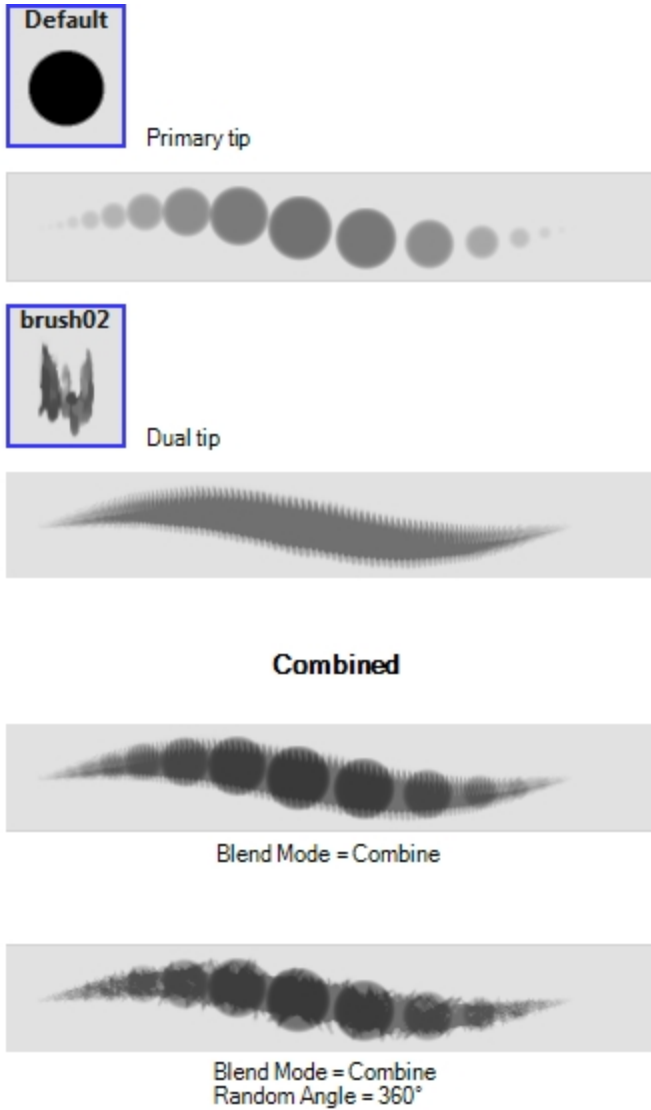 Default
Primary tip
brush02
Dual tip
Combined
Blend Mode = Combine
Blend Mode = Combine
Random Angle = 360°